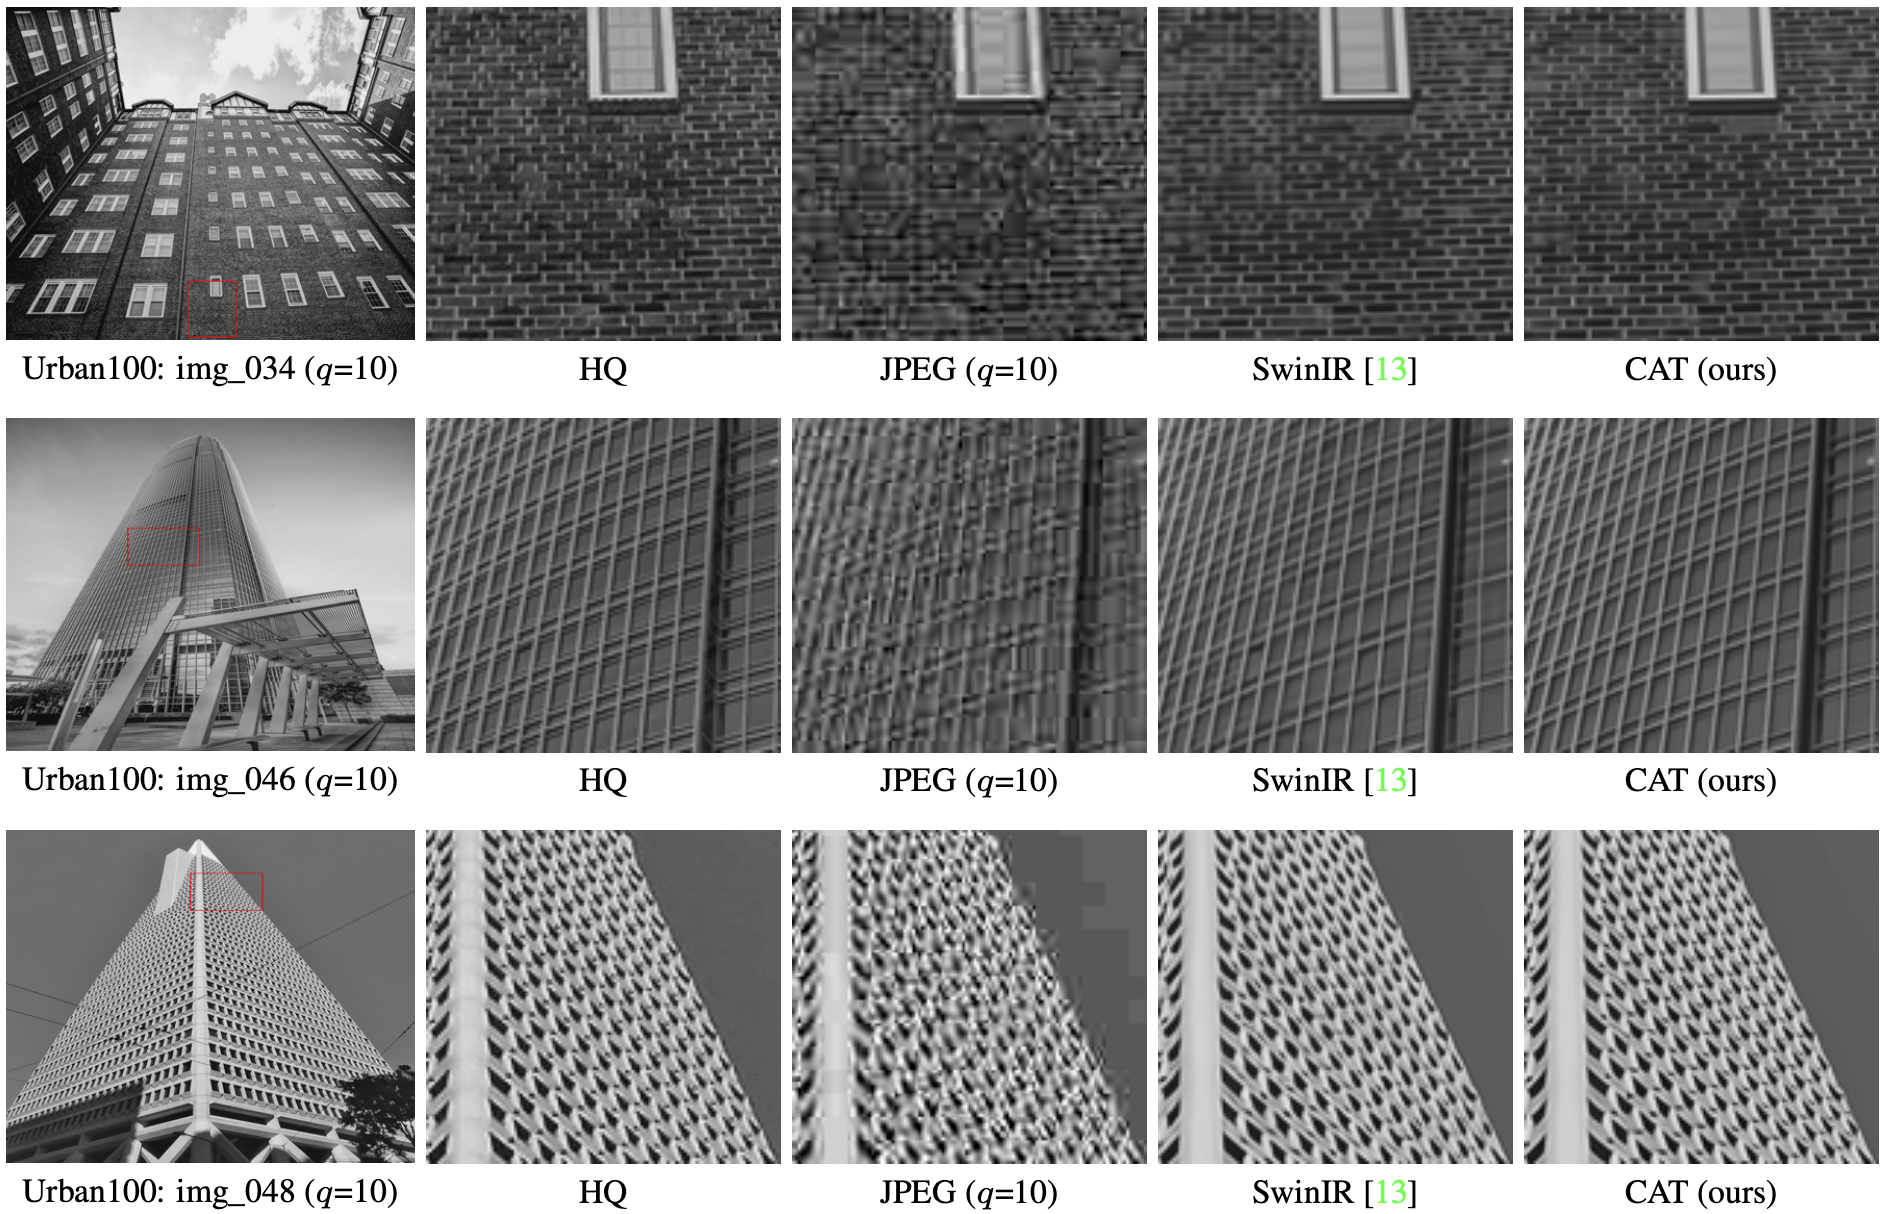 Urban100: img_034 (q=10) HQ JPEG (q=10) SwinIR [13] CAT (ours)
Urban100: img_046 (q=10) HQ JPEG (q=10) SwinIR [13] CAT (ours)
Urban100: img_048 (q=10) HQ JPEG (q=10) SwinIR [13] CAT (ours)